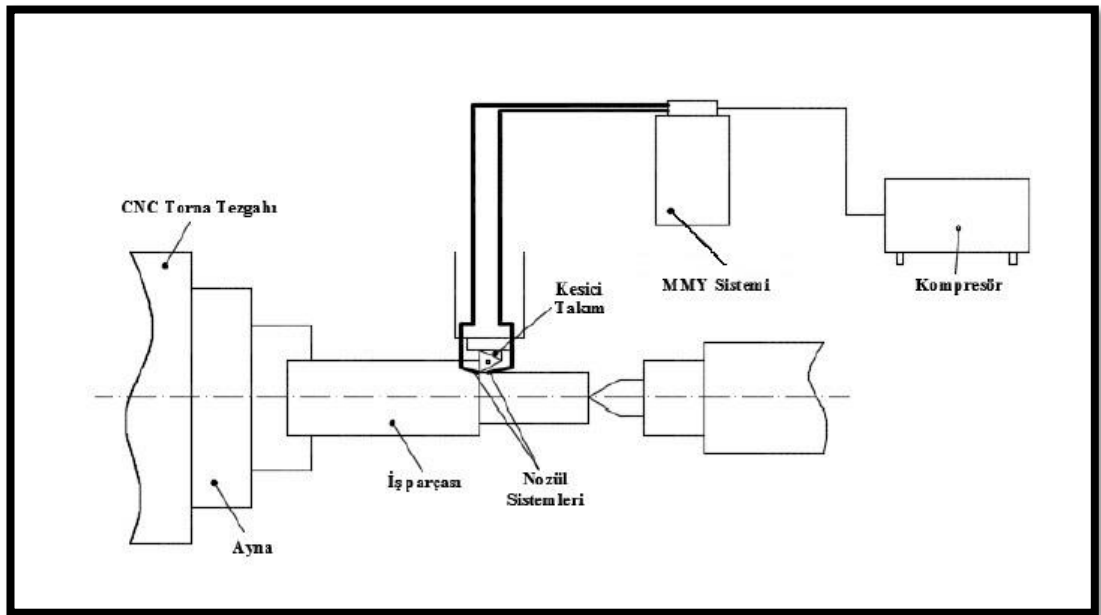 CNC Torna Tezgahı
Kesici
Takım
MMY Sistemi
Kompresör
İş parçası
Nozül
Sistemleri
Ayna